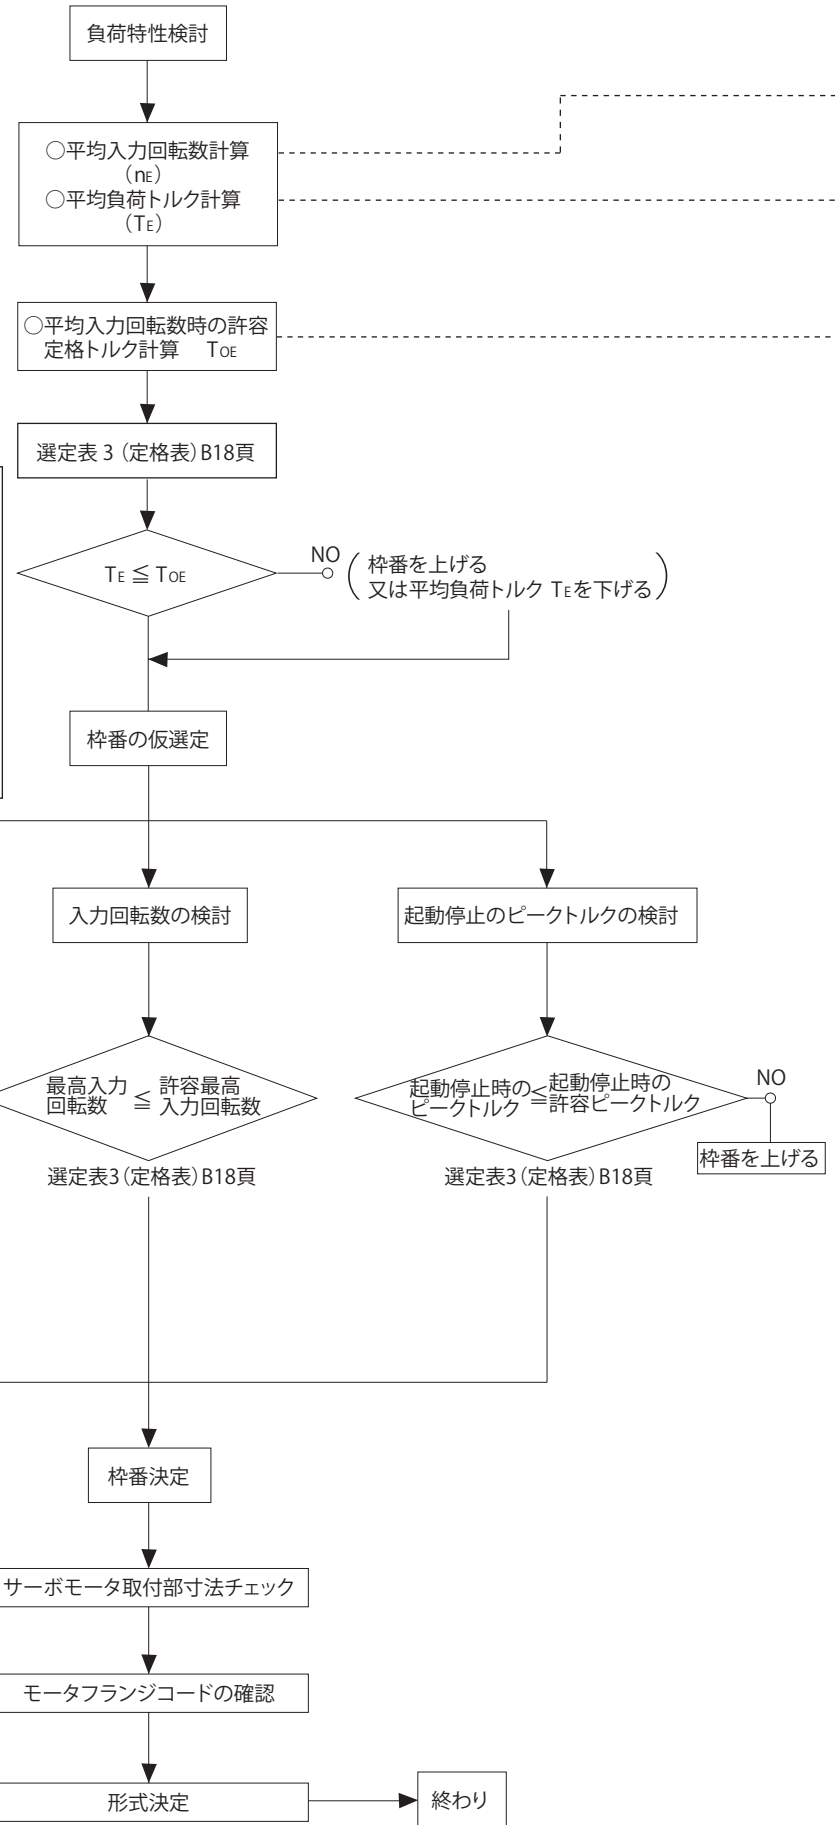 負荷特性検討
○平均入力回転数計算
(nE)
○平均負荷トルク計算
(TE)
○平均入力回転数時の許容
定格トルク計算 TOE
選定表 3 (定格表) B18頁
TE ≦ TOE
NO
枠番を上げる
又は平均負荷トルク TEを下げる
枠番の仮選定
入力回転数の検討
起動停止のピークトルクの検討
最高入力
回転数
≦
許容最高
入力回転数
選定表3 (定格表) B18頁
起動停止時の
ピークトルク
≦
起動停止時の
許容ピークトルク
NO
枠番を上げる
選定表3 (定格表) B18頁
枠番決定
サーボモータ取付部寸法チェック
モータフランジコードの確認
形式決定
終わり